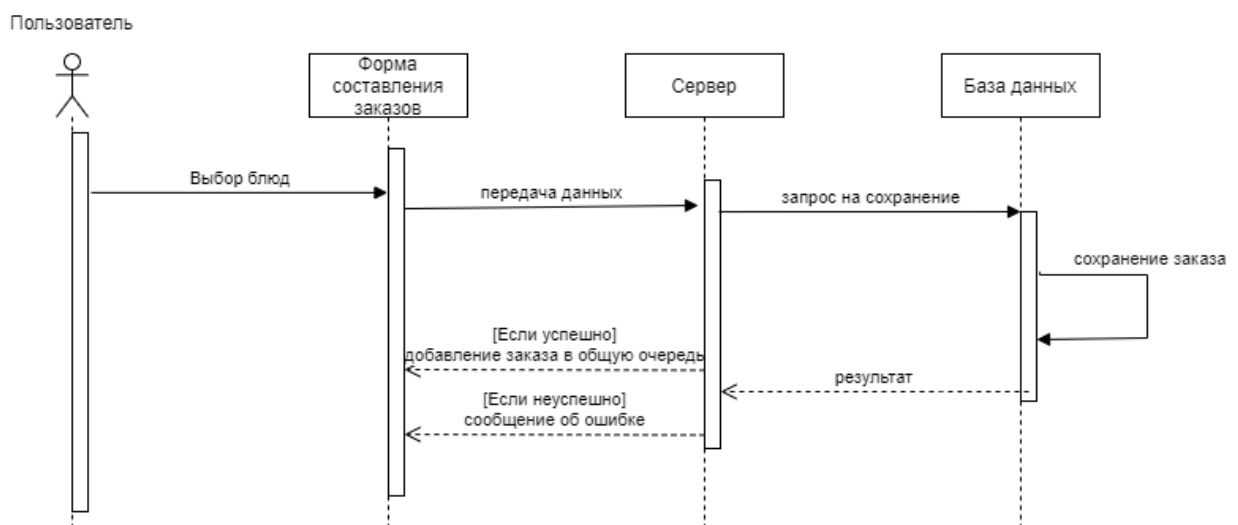 Пользователь
Форма
составления
заказов
Сервер
База данных
Выбор блюд
передача данных
запрос на сохранение
сохранение заказа
[Если успешно]
добавление заказа в общую очередь
результат
[Если неуспешно]
сообщение об ошибке